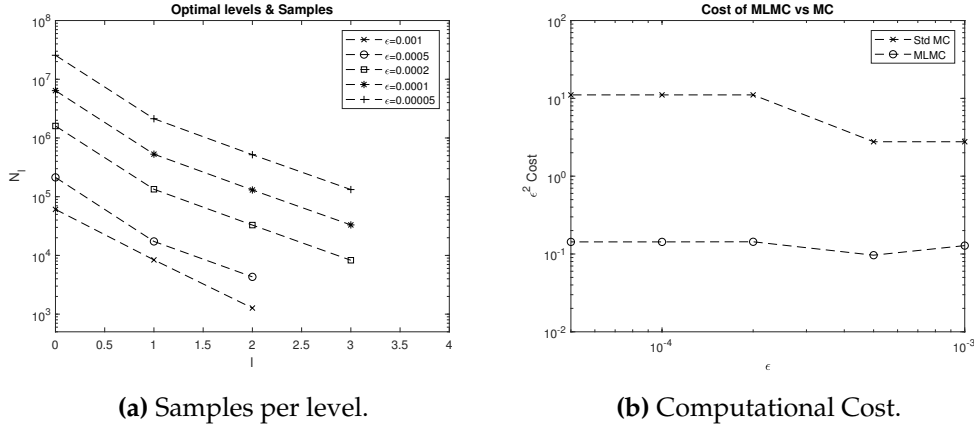 Optimal levels & Samples
10^8
10^7
10^6
10^5
10^4
10^3
N_l
0 0.5 1 1.5 2 2.5 3 3.5 4
l
ϵ=0.001
ϵ=0.0005
ϵ=0.0002
ϵ=0.0001
ϵ=0.00005
(a) Samples per level.
Cost of MLMC vs MC
10^2
10^1
10^0
10^-1
10^-2
ϵ^2 Cost
10^-4 10^-3
ϵ
Std MC
MLMC
(b) Computational Cost.